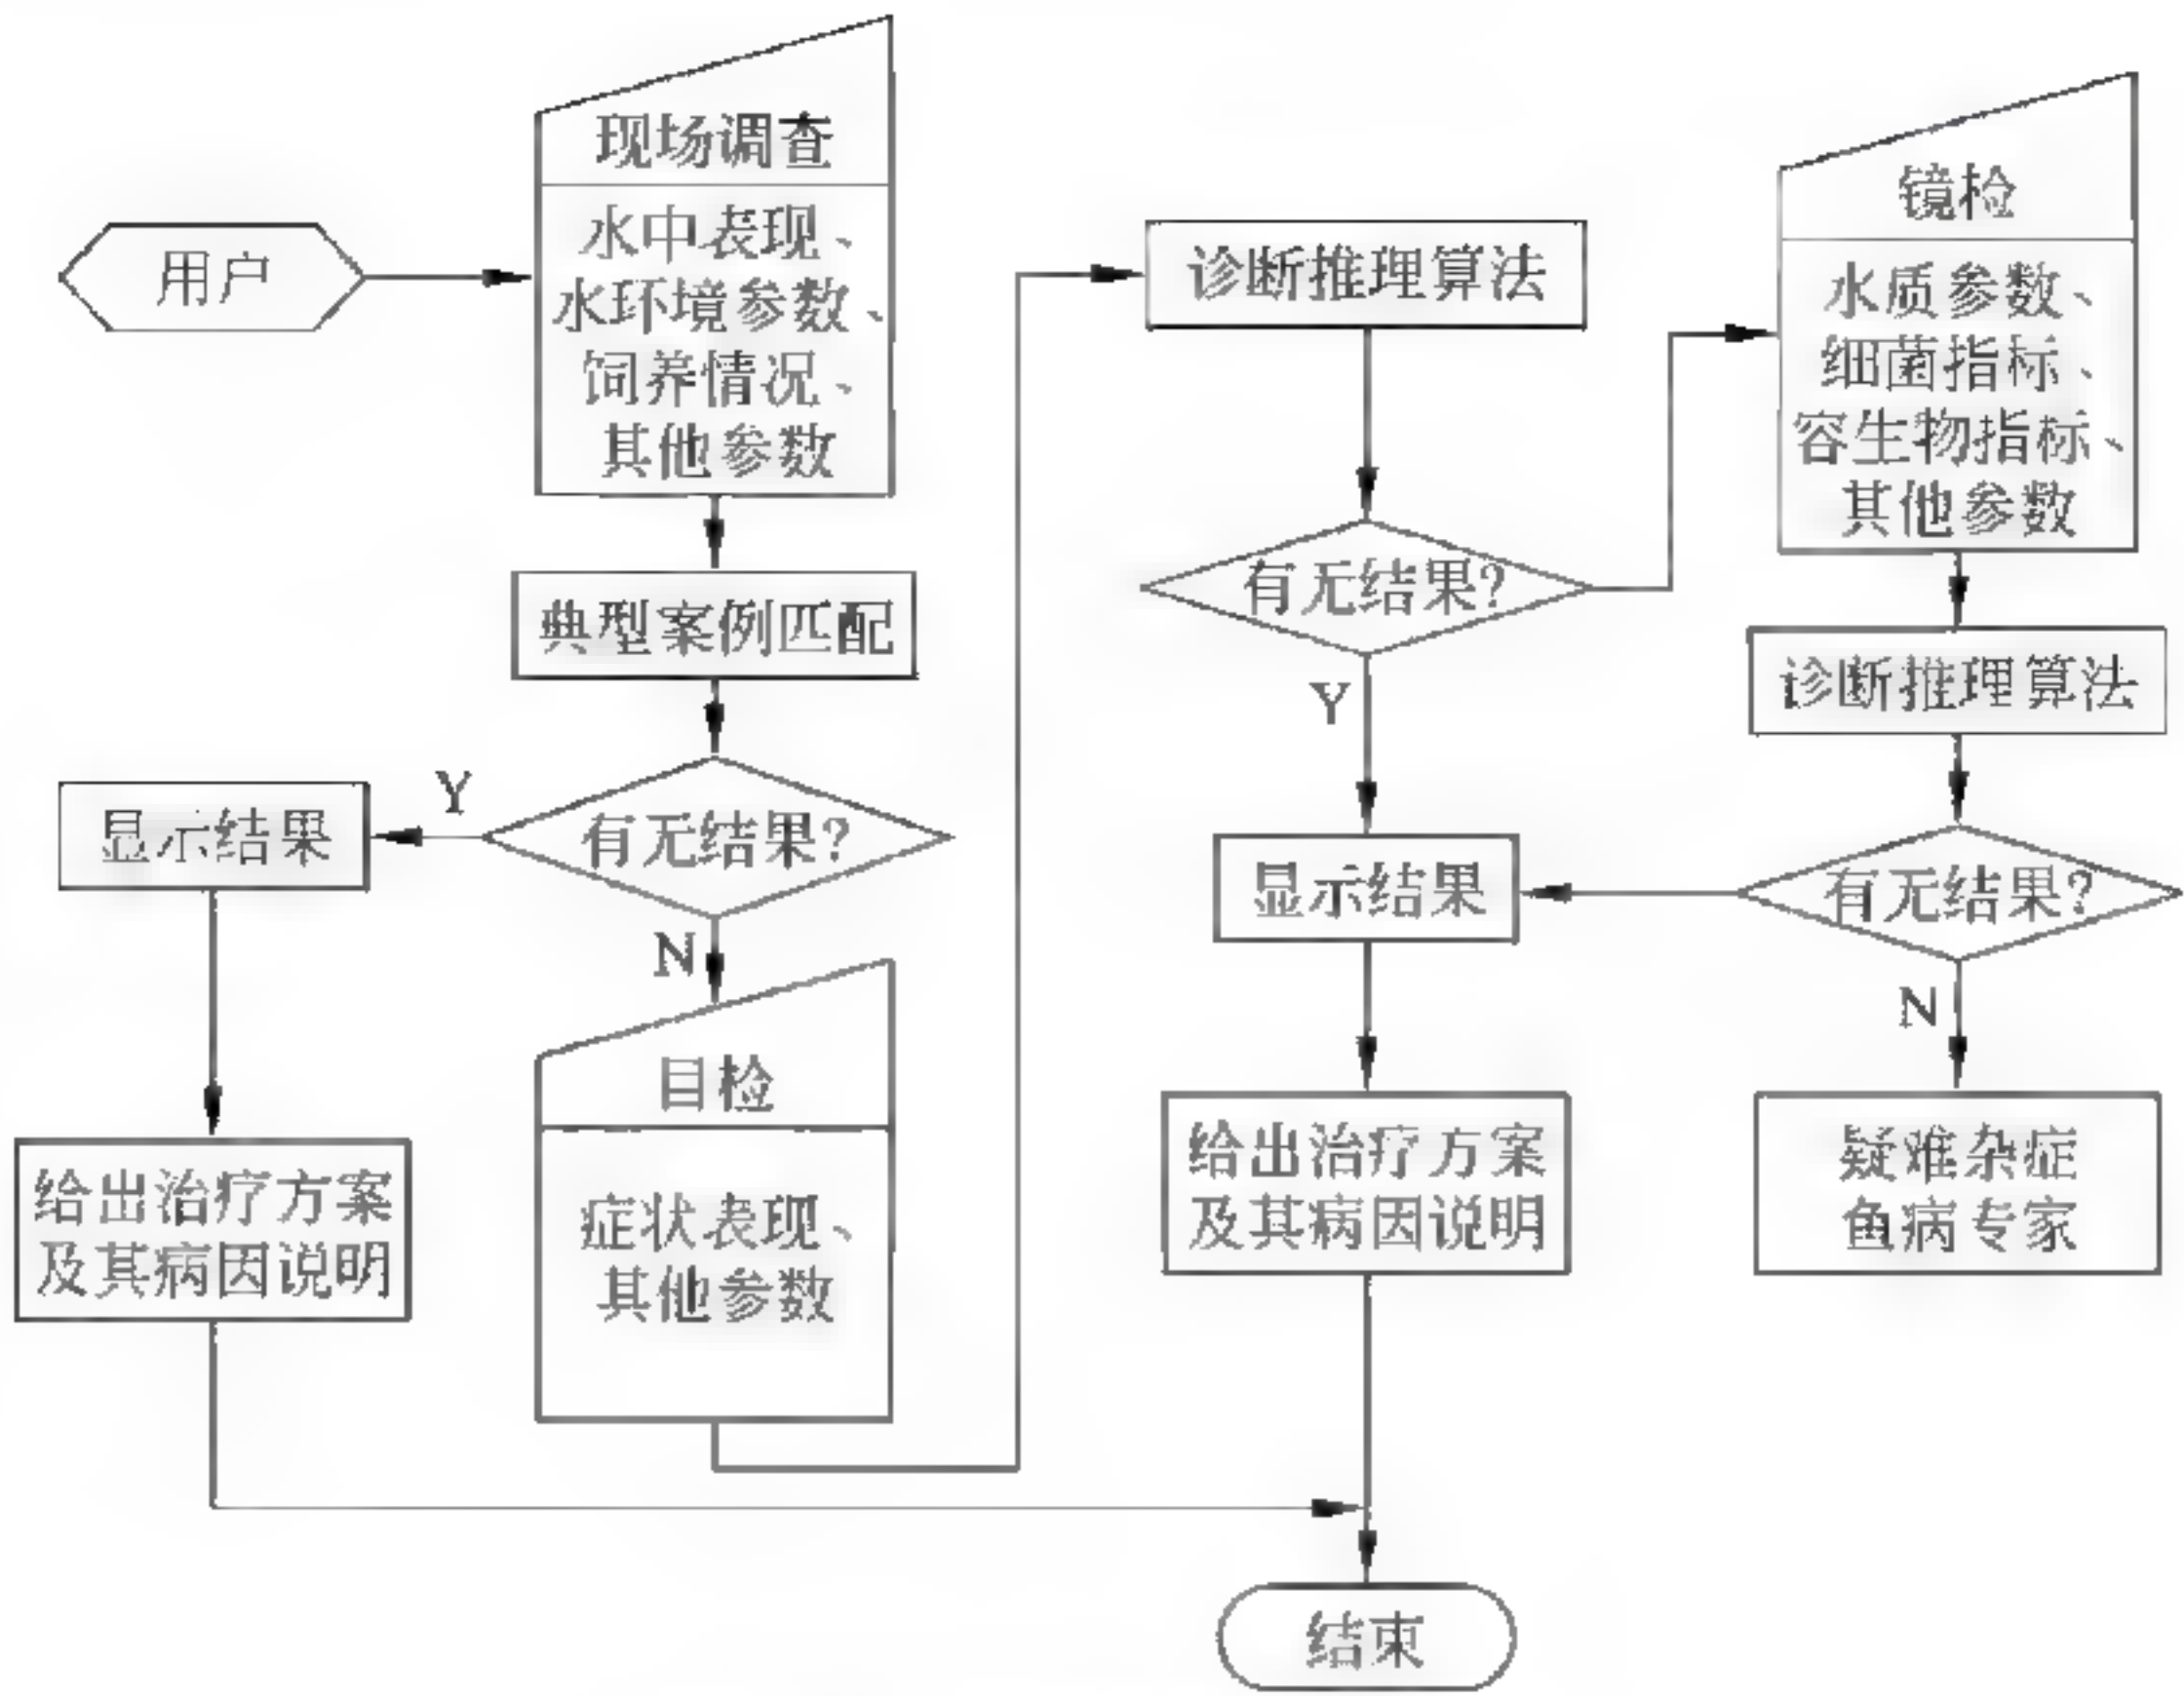 用户
现场调查
水中表现、
水环境参数、
饲养情况、
其他参数
典型案例匹配
有无结果?
Y
显示结果
给出治疗方案
及其病因说明
N
目检
症状表现、
其他参数
诊断推理算法
有无结果?
Y
显示结果
给出治疗方案
及其病因说明
结束
镜检
水质参数、
细菌指标、
容生物指标、
其他参数
诊断推理算法
有无结果?
N
疑难杂症
鱼病专家